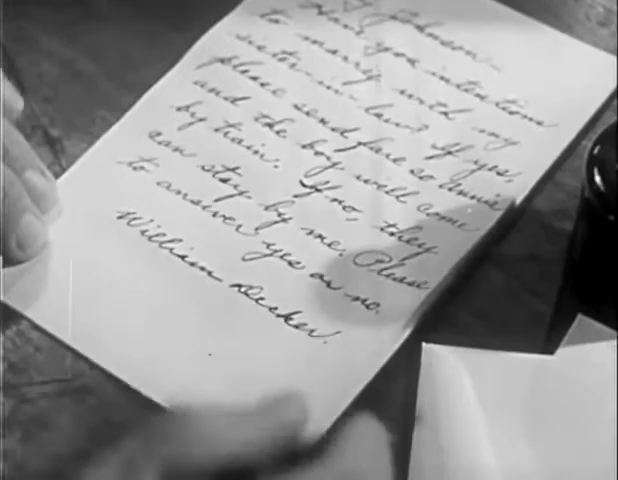 Johnson:-
Have you intentions
to marry with my
sister-in-law? If yes,
please send fare so Annie
and the boy will come
by train. If no, they
can stay by me. Please
to answer yes or no.
William Decker.